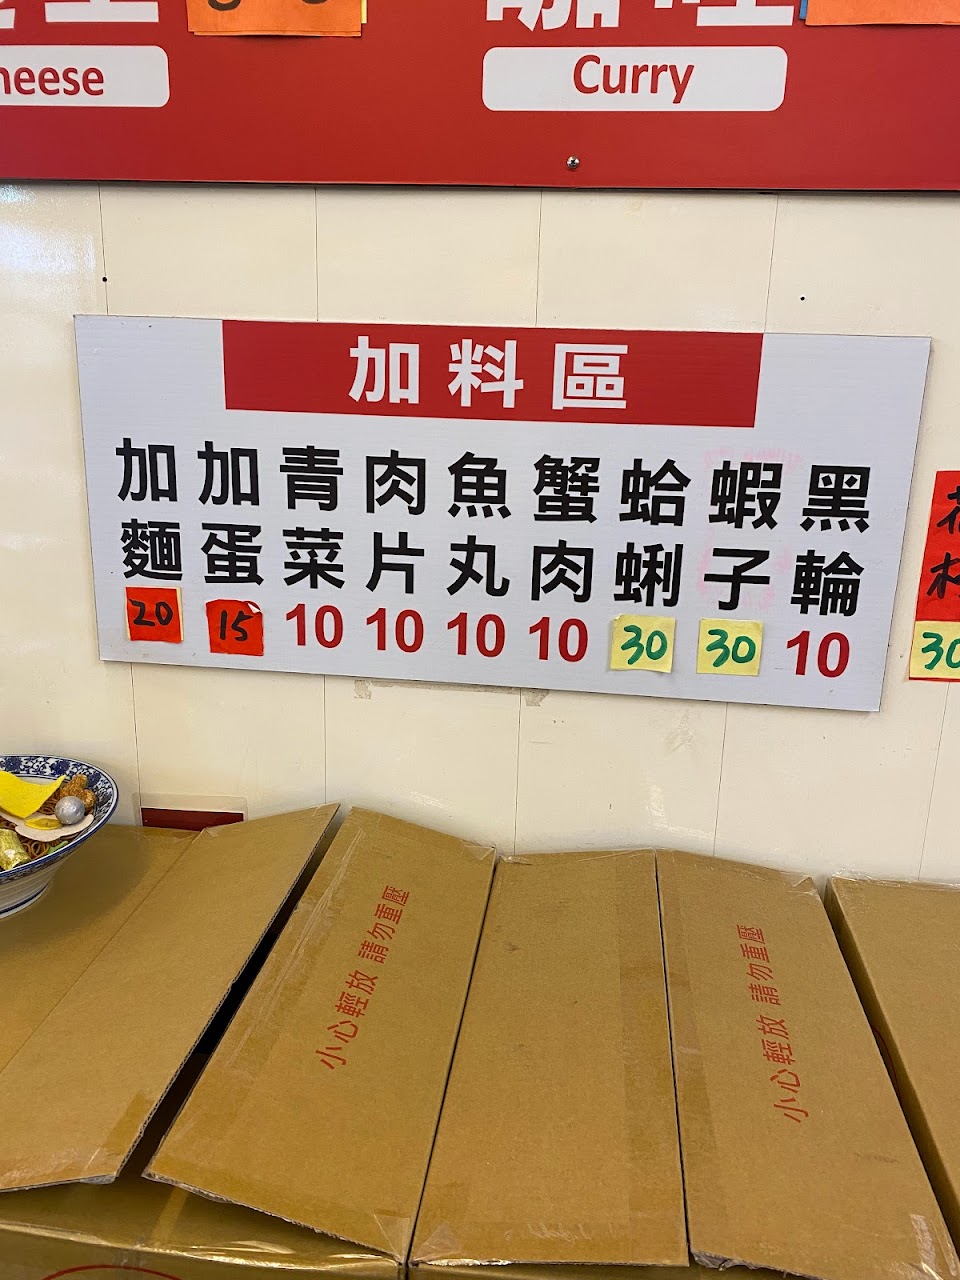 Curry
加料區
加麵 20
加蛋 15
青菜 10
肉片 10
魚丸 10
蟹肉 10
蛤蜊 30
蝦子 30
黑輪 10
30
小心輕放 請勿重壓
小心輕放 請勿重壓